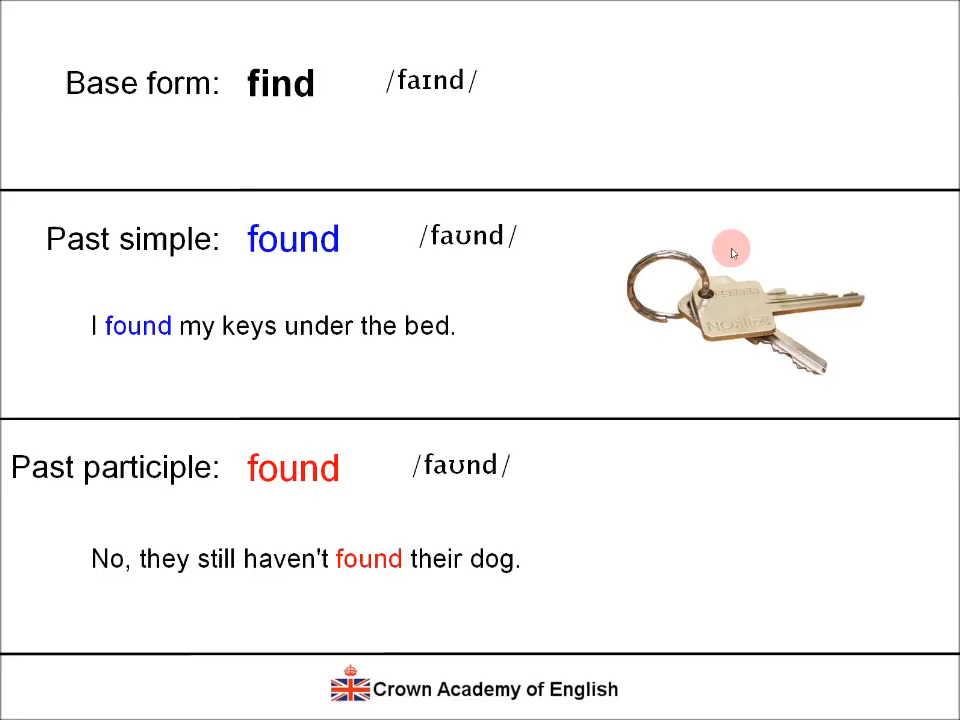 Base form: find /faɪnd/
Past simple: found /faʊnd/
I found my keys under the bed.
Past participle: found /faʊnd/
No, they still haven't found their dog.
Crown Academy of English